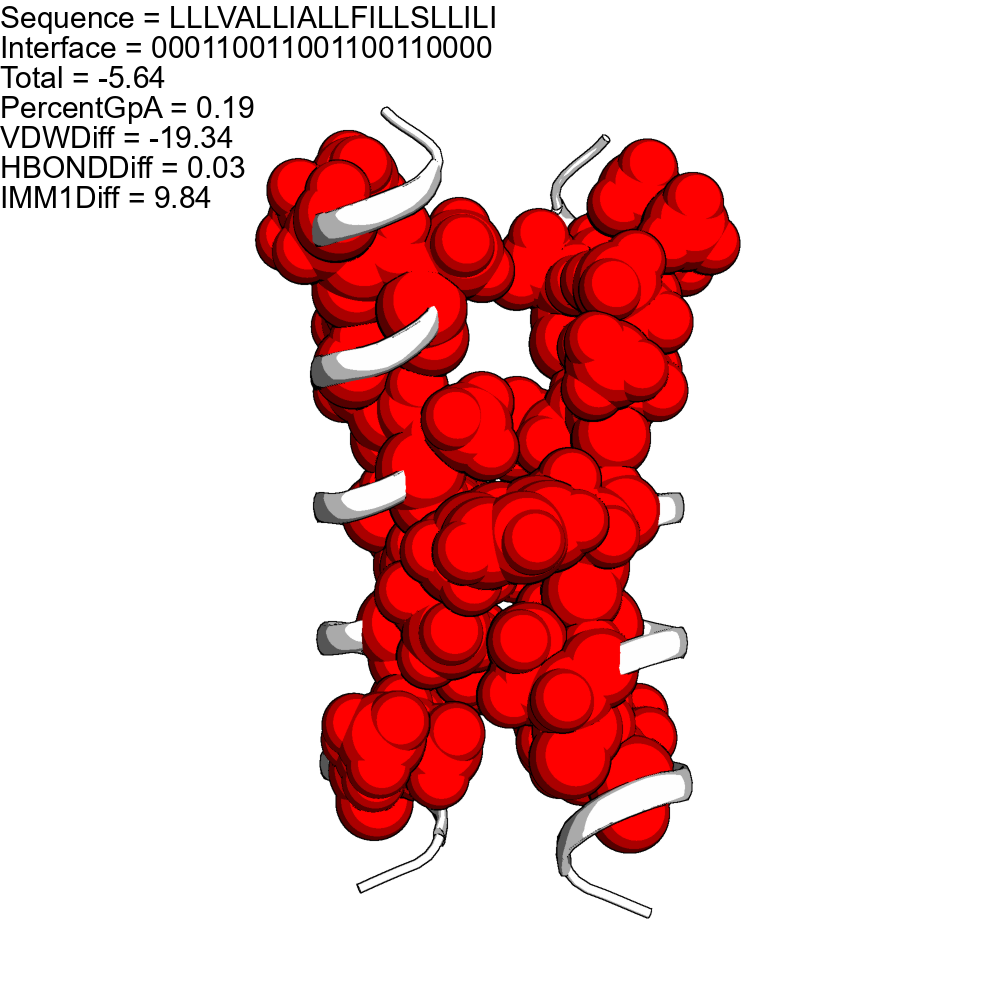 Sequence = LLLVALLIALLFILLSLLILI
Interface = 000110011001100110000
Total = -5.64
PercentGpA = 0.19
VDWDiff = -19.34
HBONDDiff = 0.03
IMM1Diff = 9.84